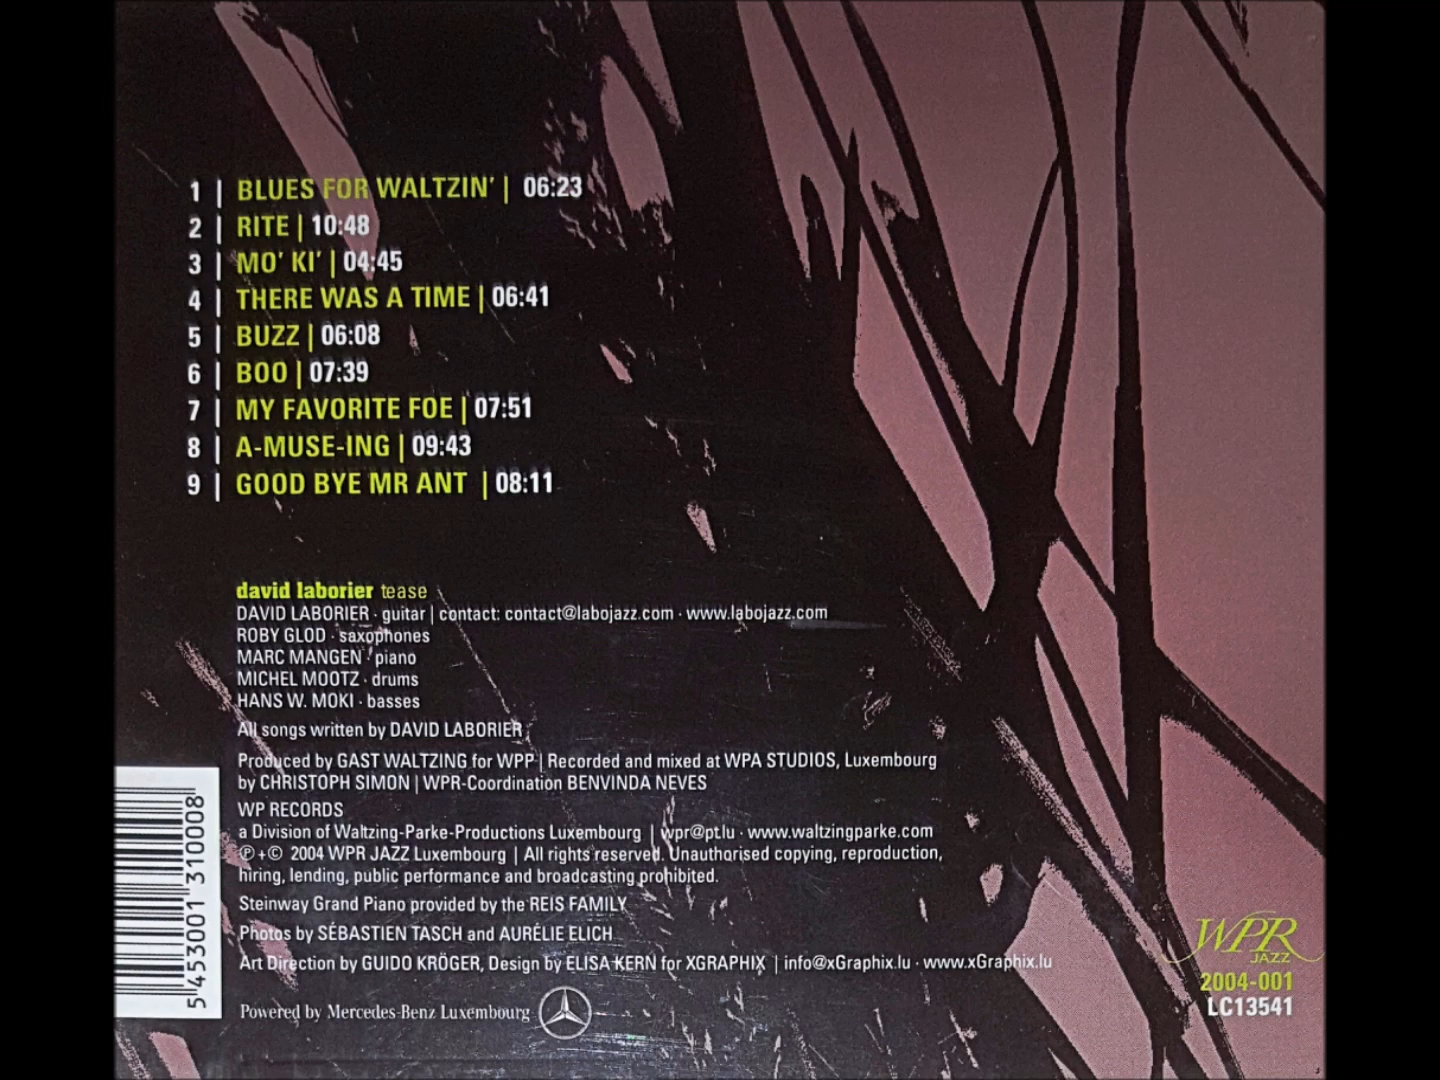 1 | BLUES FOR WALTZIN' | 06:23
2 | RITE | 10:48
3 | MO' KI' | 04:45
4 | THERE WAS A TIME | 06:41
5 | BUZZ | 06:08
6 | BOO | 07:39
7 | MY FAVORITE FOE | 07:51
8 | A-MUSE-ING | 09:43
9 | GOOD BYE MR ANT | 08:11
david laborier tease
DAVID LABORIER · guitar | contact: contact@labojazz.com · www.labojazz.com
ROBY GLOD · saxophones
MARC MANGEN · piano
MICHEL MOOTZ · drums
HANS W. MOKI · basses
All songs written by DAVID LABORIER
Produced by GAST WALTZING for WPP | Recorded and mixed at WPA STUDIOS, Luxembourg
by CHRISTOPH SIMON | WPR-Coordination BENVINDA NEVES
WP RECORDS
a Division of Waltzing-Parke-Productions Luxembourg | wpr@pt.lu · www.waltzingparke.com
℗+© 2004 WPR JAZZ Luxembourg | All rights reserved. Unauthorised copying, reproduction,
hiring, lending, public performance and broadcasting prohibited.
Steinway Grand Piano provided by the REIS FAMILY
Photos by SÉBASTIEN TASCH and AURÉLIE ELICH
Art Direction by GUIDO KRÖGER, Design by ELISA KERN for XGRAPHIX | info@xGraphix.lu · www.xGraphix.lu
Powered by Mercedes-Benz Luxembourg
5 453001 310008
WPR
JAZZ
2004-001
LC13541